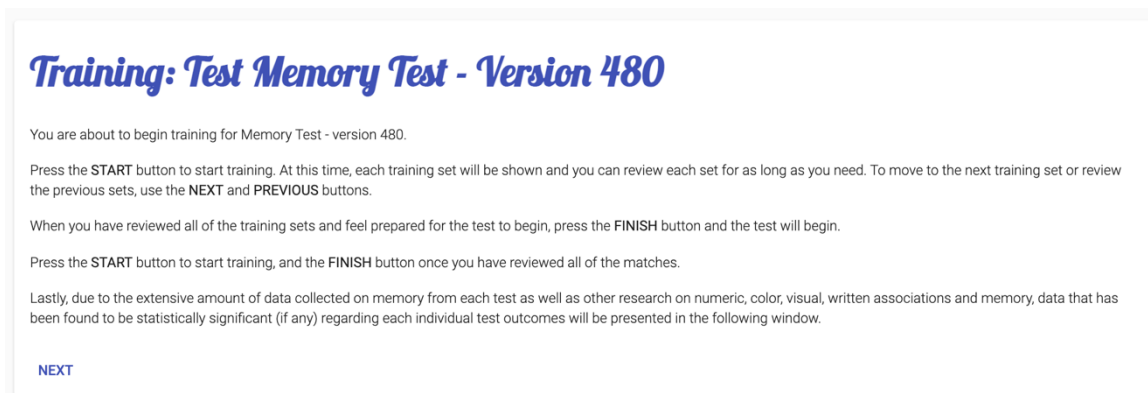 Training: Test Memory Test - Version 480
You are about to begin training for Memory Test - version 480.
Press the START button to start training. At this time, each training set will be shown and you can review each set for as long as you need. To move to the next training set or review
the previous sets, use the NEXT and PREVIOUS buttons.
When you have reviewed all of the training sets and feel prepared for the test to begin, press the FINISH button and the test will begin.
Press the START button to start training, and the FINISH button once you have reviewed all of the matches.
Lastly, due to the extensive amount of data collected on memory from each test as well as other research on numeric, color, visual, written associations and memory, data that has
been found to be statistically significant (if any) regarding each individual test outcomes will be presented in the following window.
NEXT